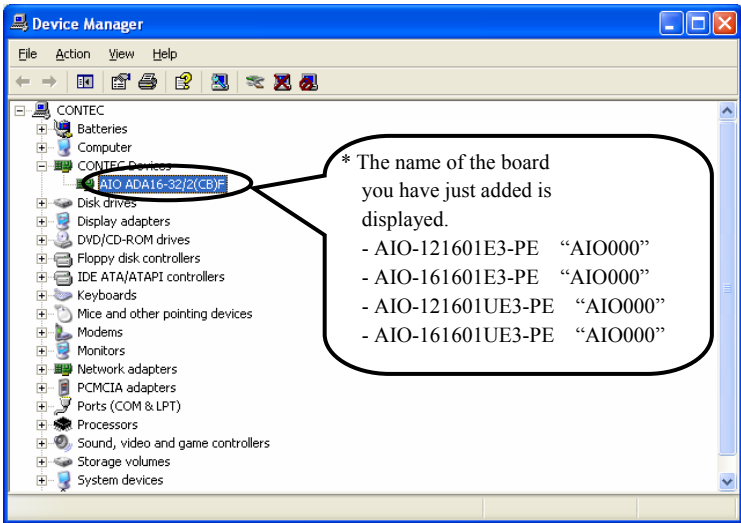 Device Manager
File Action View Help
CONTEC
Batteries
Computer
CONTEC Devices
AIO ADA16-32/2(CB)F
Disk drives
Display adapters
DVD/CD-ROM drives
Floppy disk controllers
IDE ATA/ATAPI controllers
Keyboards
Mice and other pointing devices
Modems
Monitors
Network adapters
PCMCIA adapters
Ports (COM & LPT)
Processors
Sound, video and game controllers
Storage volumes
System devices
* The name of the board
you have just added is
displayed.
- AIO-121601E3-PE “AIO000”
- AIO-161601E3-PE “AIO000”
- AIO-121601UE3-PE “AIO000”
- AIO-161601UE3-PE “AIO000”